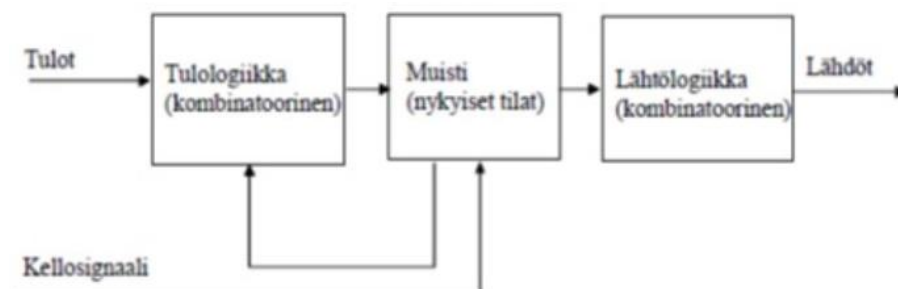 Tulot
Tulologiikka
(kombinatoorinen)
Muisti
(nykyiset tilat)
Lähtölogiikka
(kombinatoorinen)
Lähdöt
Kellosignaali